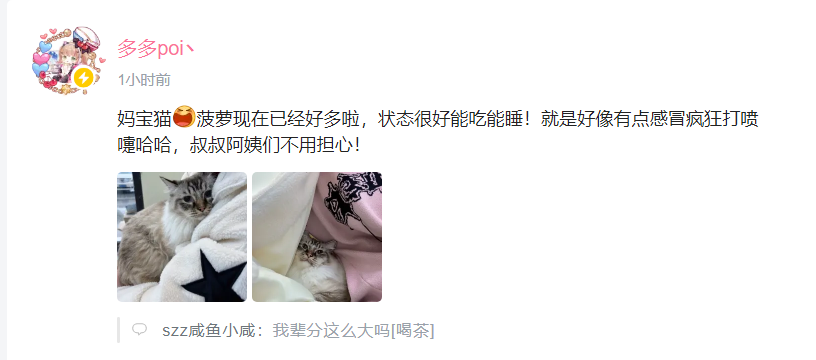 多多poi丶
1小时前
妈宝猫菠萝现在已经好多啦，状态很好能吃能睡！就是好像有点感冒疯狂打喷
嚏哈哈，叔叔阿姨们不用担心！
szz咸鱼小咸：我辈分这么大吗[喝茶]